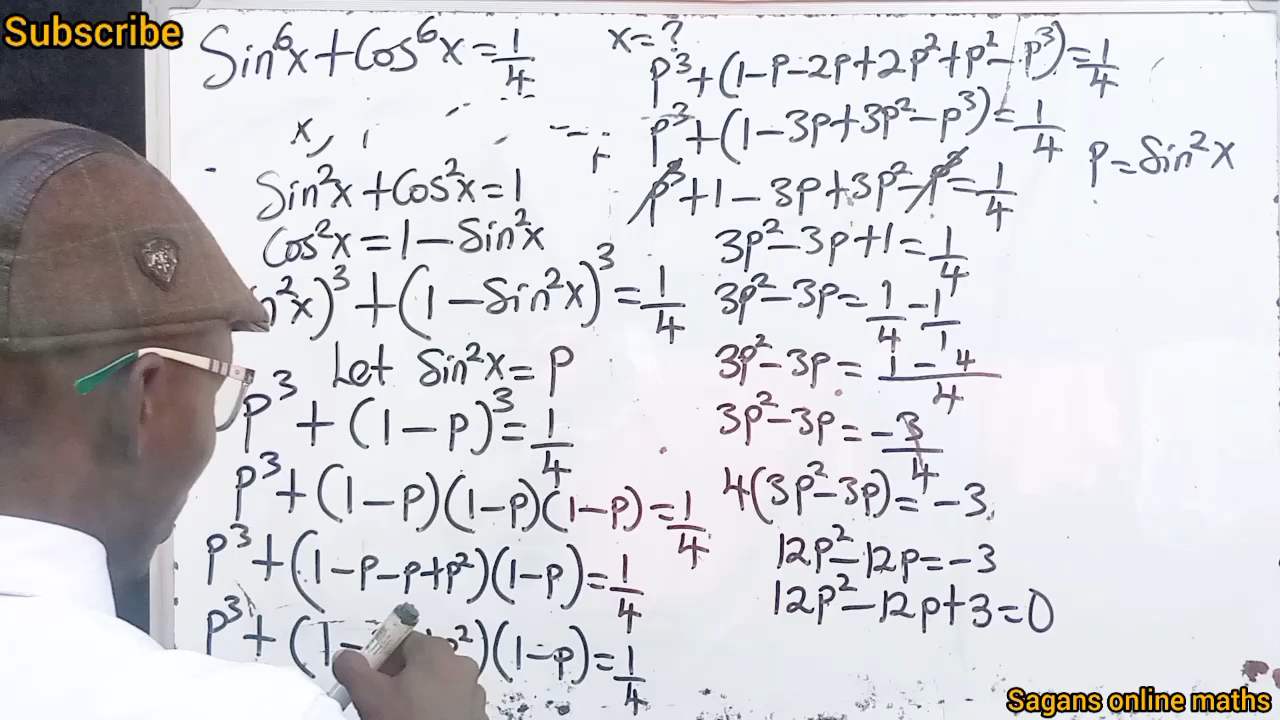 Subscribe
Sin⁶x + Cos⁶x = 1/4
x,
Sin²x + Cos²x = 1
Cos²x = 1 - Sin²x
n²x)³ + (1 - Sin²x)³ = 1/4
Let Sin²x = P
P³ + (1 - P)³ = 1/4
P³ + (1 - P)(1 - P)(1 - P) = 1/4
P³ + (1 - P - P + P²)(1 - P) = 1/4
P³ + (1 - P²)(1 - P) = 1/4
x = ?
P³ + (1 - P - 2P + 2P² + P² - P³) = 1/4
P³ + (1 - 3P + 3P² - P³) = 1/4
P = Sin²x
P³ + 1 - 3P + 3P² - P³ = 1/4
3P² - 3P + 1 = 1/4
3P² - 3P = 1/4 - 1/1
3P² - 3P = (1 - 4)/4
3P² - 3P = -3/4
4(3P² - 3P) = -3
12P² - 12P = -3
12P² - 12P + 3 = 0
Sagans online maths